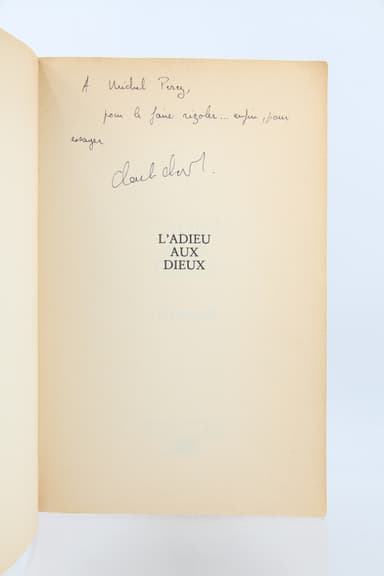 A Michel Perez,
pour le faire rigoler... enfin, pour
essayer
L'ADIEU
AUX
DIEUX